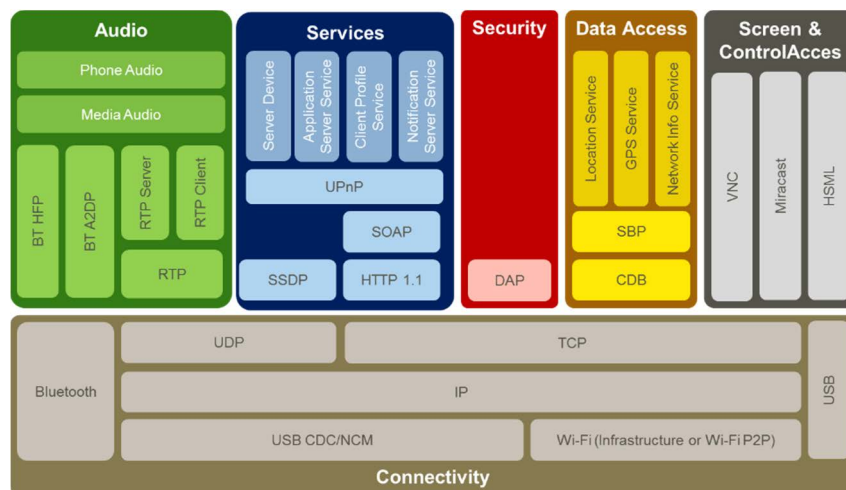 Audio
Phone Audio
Media Audio
BT HFP
BT A2DP
RTP Server
RTP Client
RTP
Services
Server Device
Application
Server Service
Client Profile
Service
Notification
Server Service
UPnP
SOAP
SSDP
HTTP 1.1
Security
DAP
Data Access
Location Service
GPS Service
Network Info Service
SBP
CDB
Screen &
ControlAcces
VNC
Miracast
HSML
Bluetooth
UDP
TCP
IP
USB CDC/NCM
Wi-Fi (Infrastructure or Wi-Fi P2P)
USB
Connectivity